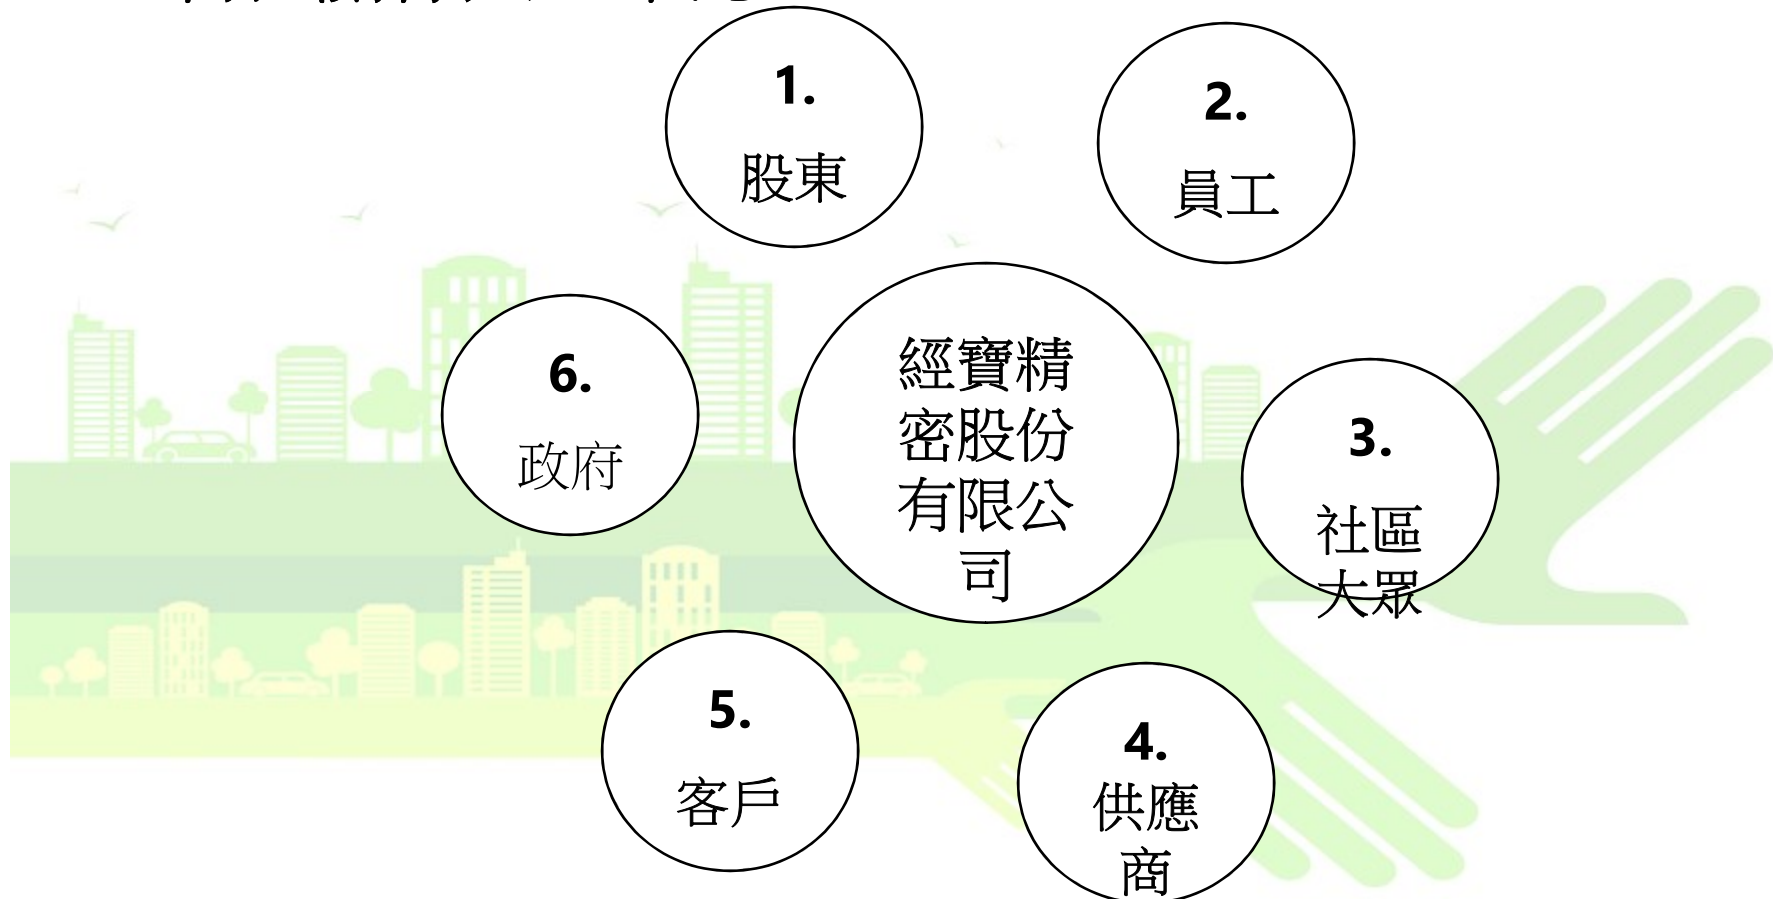 1.
股東
2.
員工
經寶精
密股份
有限公
司
3.
社區
大眾
4.
供應
商
5.
客戶
6.
政府